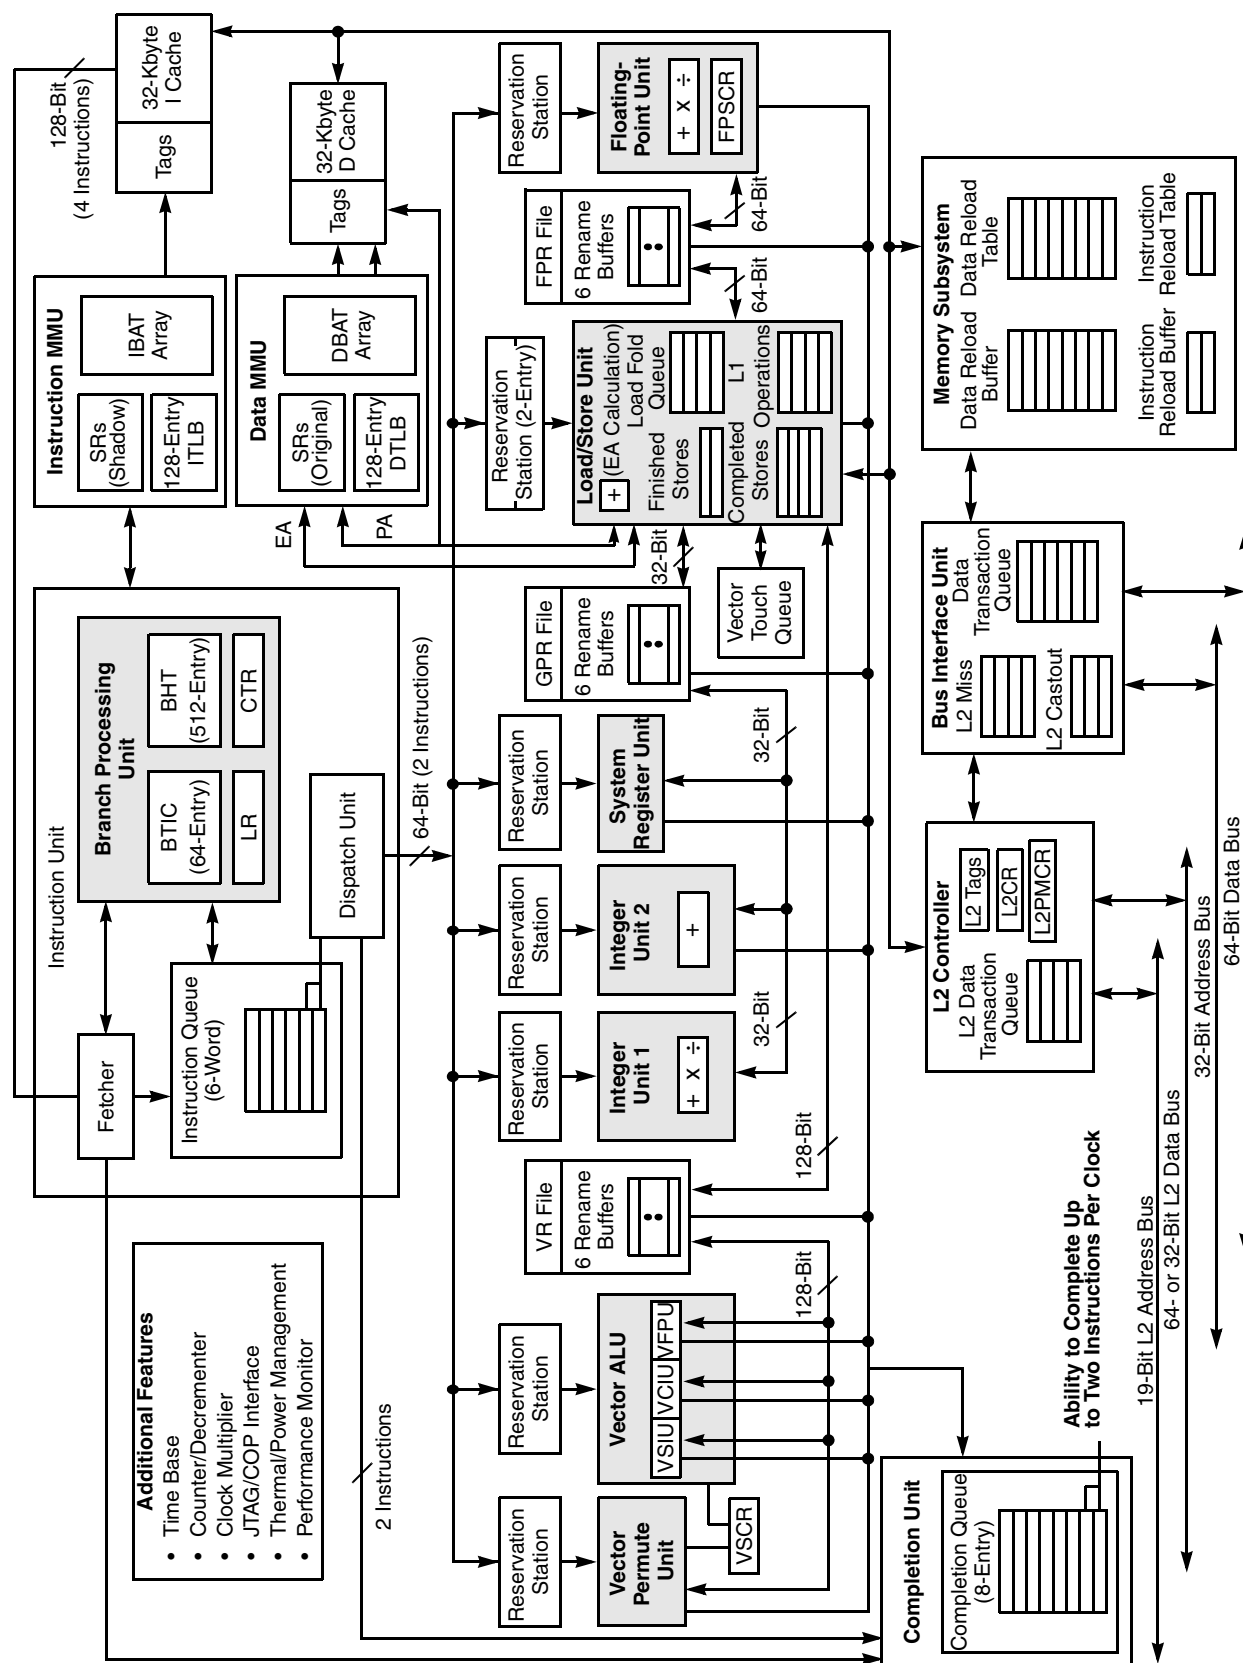 Additional Features
• Time Base
• Counter/Decrementer
• Clock Multiplier
• JTAG/COP Interface
• Thermal/Power Management
• Performance Monitor
Instruction Unit
Fetcher
Instruction Queue
(6-Word)
Branch Processing
Unit
BTIC
(64-Entry)
BHT
(512-Entry)
LR
CTR
Dispatch Unit
2 Instructions
64-Bit (2 Instructions)
128-Bit
(4 Instructions)
Instruction MMU
SRs
(Shadow)
128-Entry
ITLB
IBAT
Array
Tags
32-Kbyte
I Cache
Data MMU
SRs
(Original)
128-Entry
DTLB
DBAT
Array
Tags
32-Kbyte
D Cache
EA
PA
Reservation
Station
Reservation
Station
Reservation
Station
Reservation
Station
Reservation
Station
Reservation
Station (2-Entry)
Reservation
Station
Vector
Permute
Unit
VSCR
Vector ALU
VSIU
VCIU
VFPU
VR File
6 Rename
Buffers
128-Bit
128-Bit
Integer
Unit 1
+ x ÷
Integer
Unit 2
+
32-Bit
System
Register Unit
32-Bit
GPR File
6 Rename
Buffers
32-Bit
Vector
Touch
Queue
Load/Store Unit
+
(EA Calculation)
Load Fold
Queue
Finished
Stores
L1
Operations
Completed
Stores
FPR File
6 Rename
Buffers
64-Bit
64-Bit
Floating-
Point Unit
+ x ÷
FPSCR
Completion Unit
Completion Queue
(8-Entry)
Ability to Complete Up
to Two Instructions Per Clock
L2 Controller
L2 Data
Transaction
Queue
L2 Tags
L2CR
L2PMCR
Bus Interface Unit
L2 Miss
Data
Transaction
Queue
L2 Castout
Memory Subsystem
Data Reload
Buffer
Data Reload
Table
Instruction
Reload Buffer
Instruction
Reload Table
19-Bit L2 Address Bus
64- or 32-Bit L2 Data Bus
32-Bit Address Bus
64-Bit Data Bus